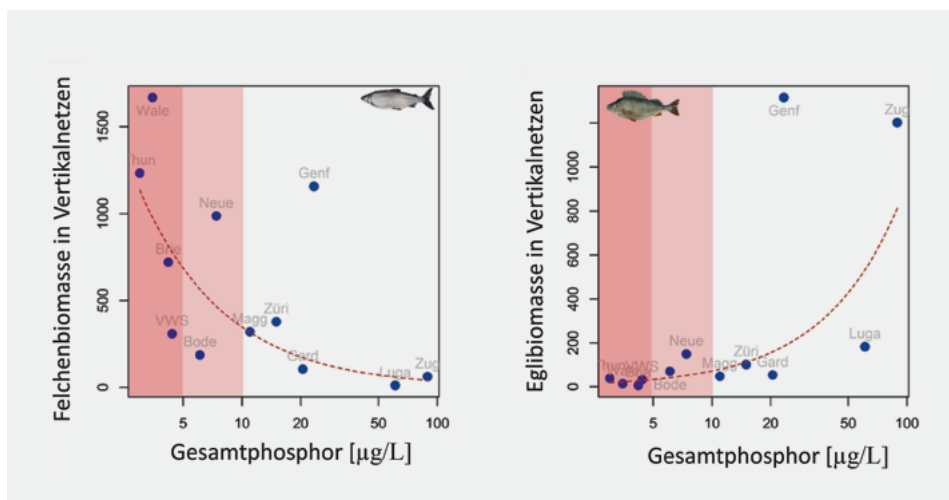 Felchenbiomasse in Vertikalnetzen
1500
1000
500
0
Wale
Thun
Genf
Neue
Brie
VWS
Züri
Magg
Bode
Gard
Zug
Luga
5
10
20
50
100
Gesamtphosphor [µg/L]
Eglibiomasse in Vertikalnetzen
1000
800
600
400
200
0
Genf
Zug
Neue
Luga
Züri
Thun
VWS
Magg
Gard
Bode
5
10
20
50
100
Gesamtphosphor [µg/L]